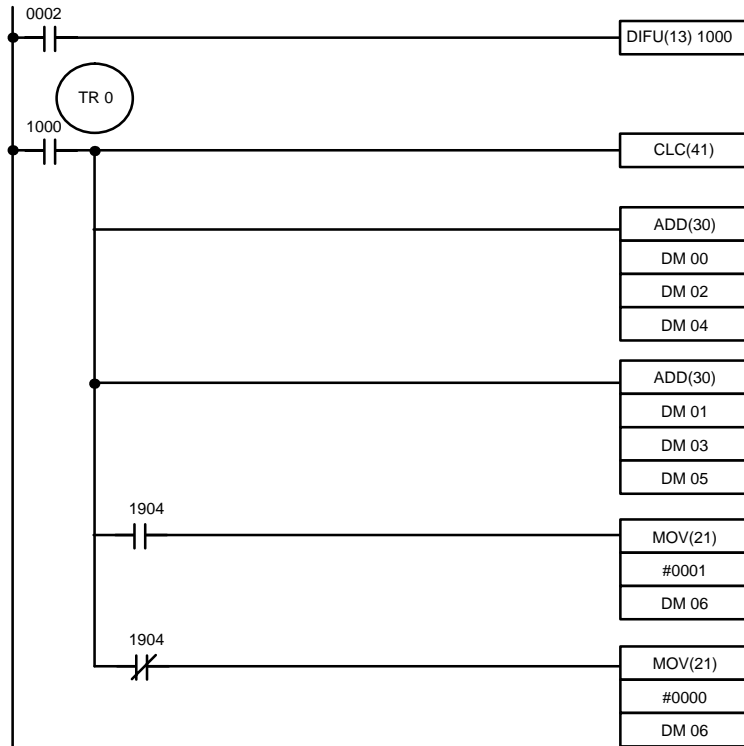 0002
DIFU(13) 1000
TR 0
1000
CLC(41)
ADD(30)
DM 00
DM 02
DM 04
ADD(30)
DM 01
DM 03
DM 05
1904
MOV(21)
#0001
DM 06
1904
MOV(21)
#0000
DM 06